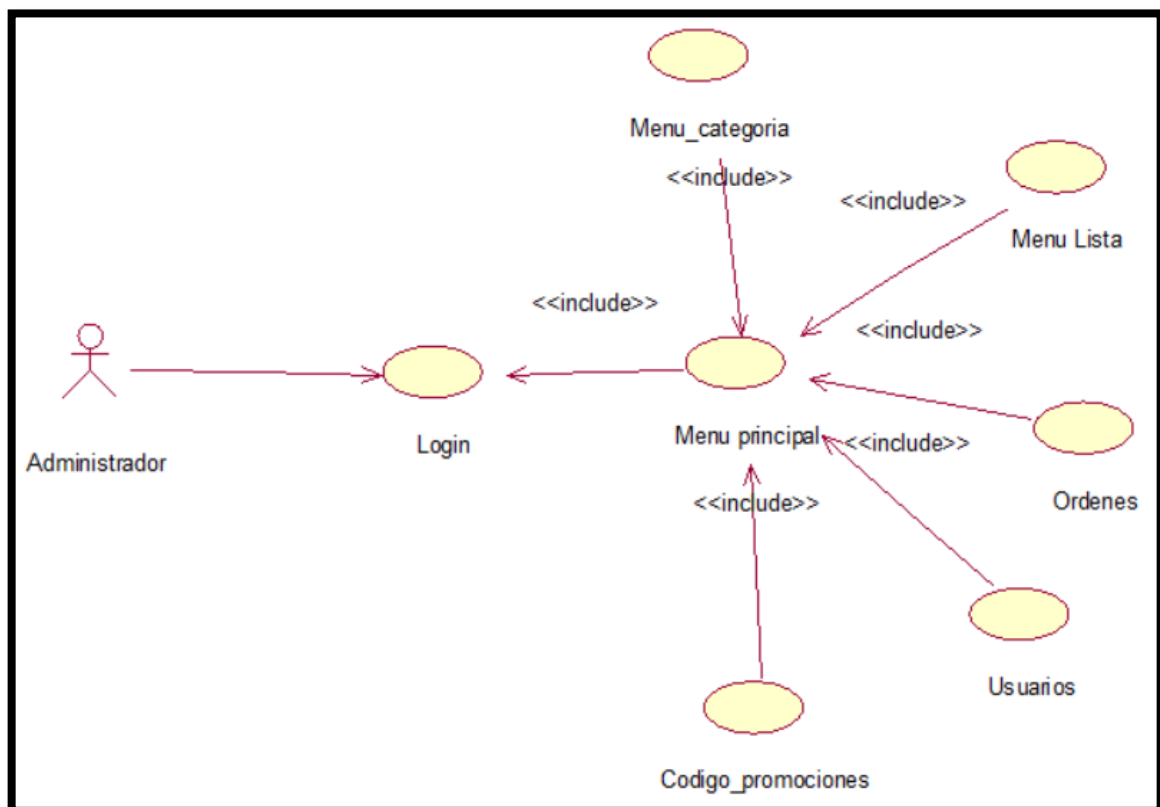 Menu_categoria
<<include>>
<<include>>
Menu Lista
<<include>>
<<include>>
Menu principal
<<include>>
Login
Administrador
<<include>>
Ordenes
Usuarios
Codigo_promociones